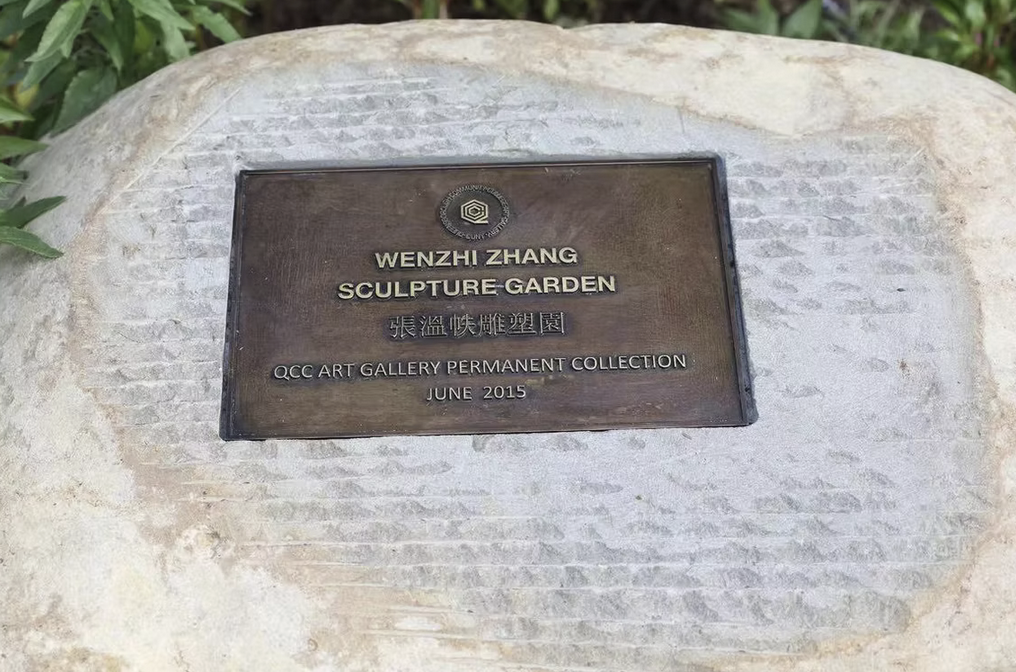 WENZHI ZHANG
SCULPTURE GARDEN
張溫帙雕塑園
QCC ART GALLERY PERMANENT COLLECTION
JUNE 2015